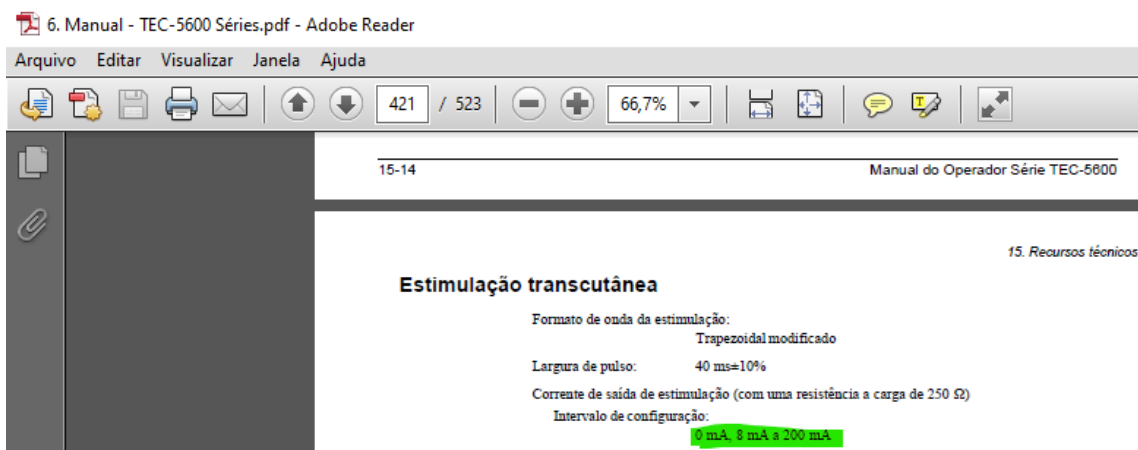 6. Manual - TEC-5600 Séries.pdf - Adobe Reader
Arquivo Editar Visualizar Janela Ajuda
421 / 523 66,7%
15-14 Manual do Operador Série TEC-5600
15. Recursos técnicos
Estimulação transcutânea
Formato de onda da estimulação:
Trapezoidal modificado
Largura de pulso: 40 ms±10%
Corrente de saída de estimulação (com uma resistência a carga de 250 Ω)
Intervalo de configuração:
0 mA, 8 mA a 200 mA